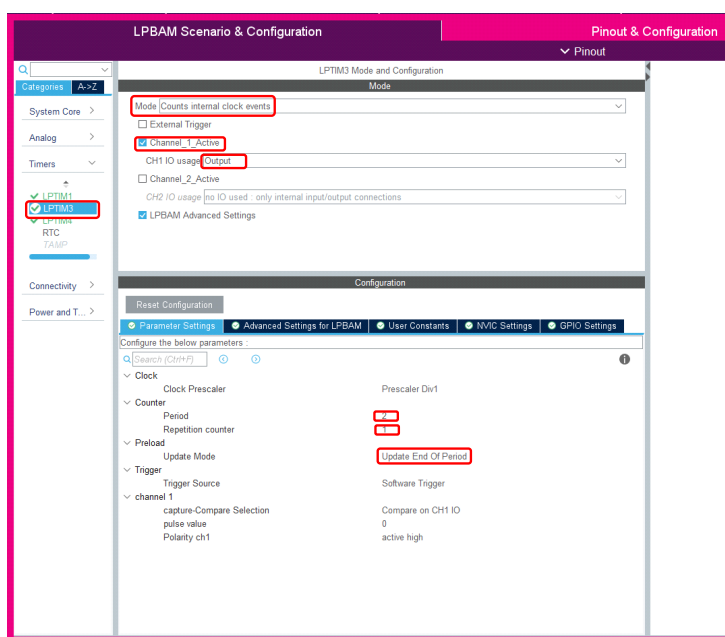 LPBAM Scenario & Configuration
Pinout & Configuration
Pinout
LPTIM3 Mode and Configuration
Categories A->Z
Mode
System Core
Mode Counts internal clock events
External Trigger
Analog
Channel_1_Active
Timers
CH1 IO usage Output
Channel_2_Active
CH2 IO usage no IO used : only internal input/output connections
LPTIM1
LPBAM Advanced Settings
LPTIM3
LPTIM4
RTC
TAMP
Connectivity
Configuration
Reset Configuration
Power and T...
Parameter Settings Advanced Settings for LPBAM User Constants NVIC Settings GPIO Settings
Configure the below parameters :
Search (Ctrl+F)
Clock
Clock Prescaler Prescaler Div1
Counter
Period 2
Repetition counter 1
Preload
Update Mode Update End Of Period
Trigger
Trigger Source Software Trigger
channel 1
capture-Compare Selection Compare on CH1 IO
pulse value 0
Polarity ch1 active high